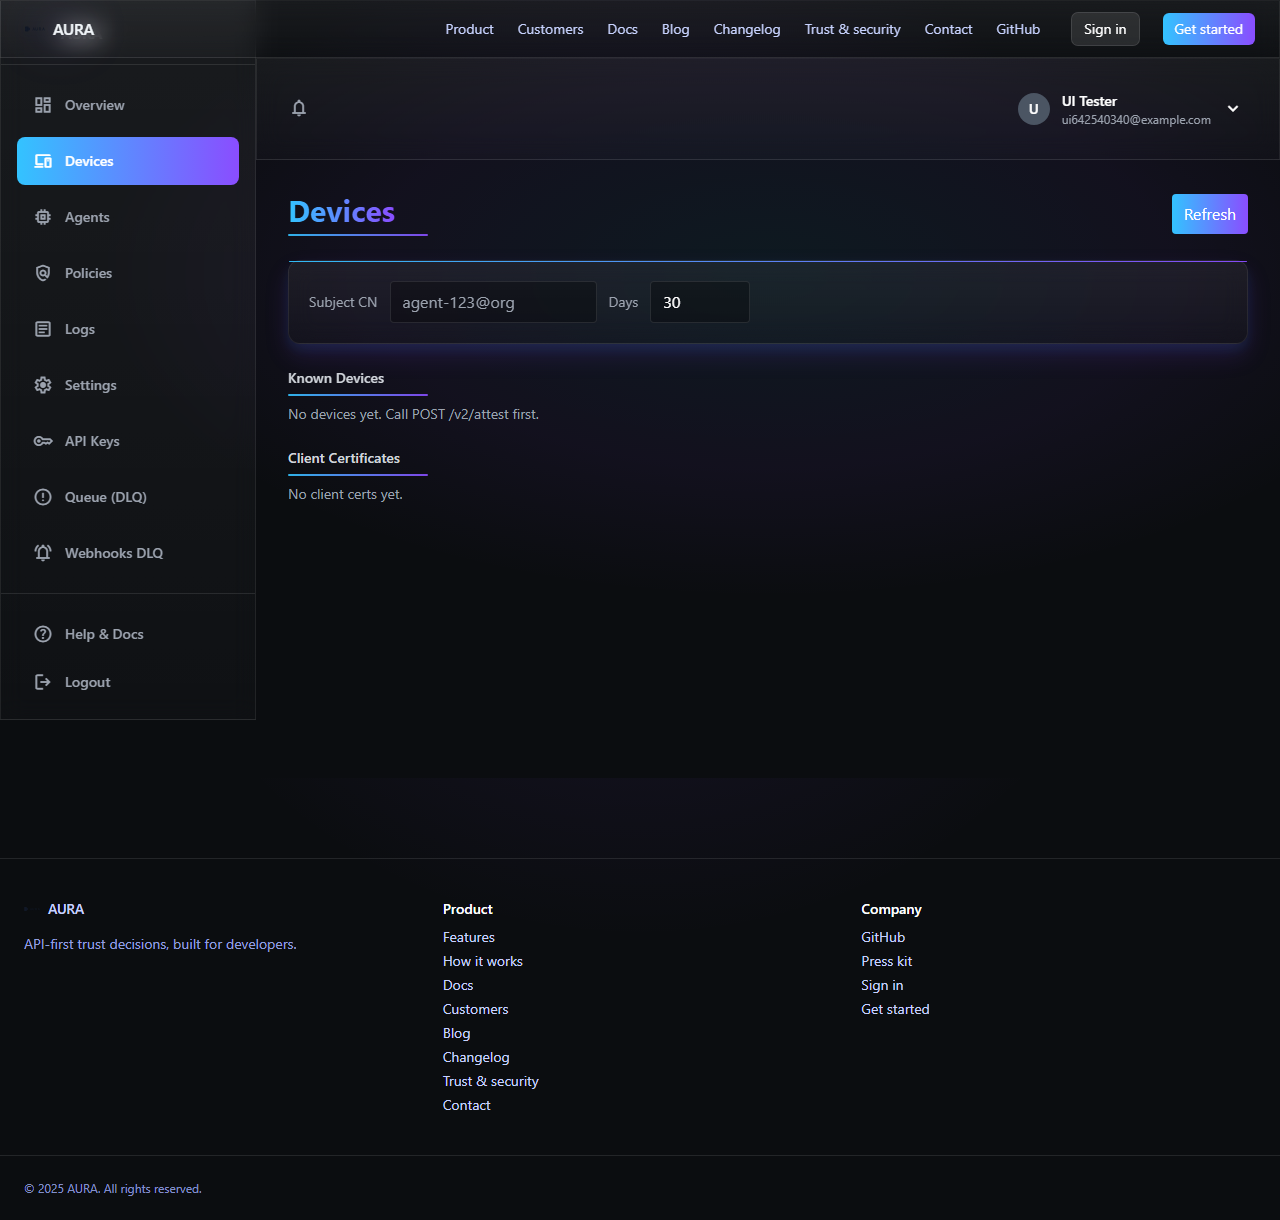 AURA
Product Customers Docs Blog Changelog Trust & security Contact GitHub Sign in Get started
Overview
Devices
Agents
Policies
Logs
Settings
API Keys
Queue (DLQ)
Webhooks DLQ
Help & Docs
Logout
U
UI Tester
ui642540340@example.com
Devices
Refresh
Subject CN agent-123@org Days 30
Known Devices
No devices yet. Call POST /v2/attest first.
Client Certificates
No client certs yet.
AURA
API-first trust decisions, built for developers.
Product
Features
How it works
Docs
Customers
Blog
Changelog
Trust & security
Contact
Company
GitHub
Press kit
Sign in
Get started
© 2025 AURA. All rights reserved.